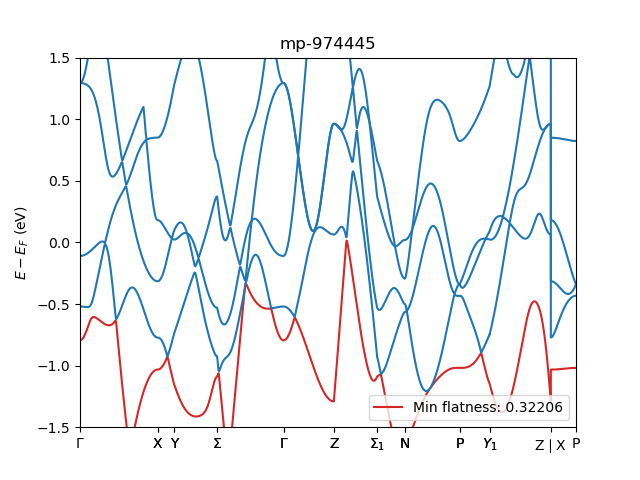 mp-974445
1.5
1.0
0.5
0.0
−0.5
−1.0
−1.5
E − E_F (eV)
Min flatness: 0.32206
Γ X Y Σ Γ Z Σ₁ N P Y₁ Z | X P